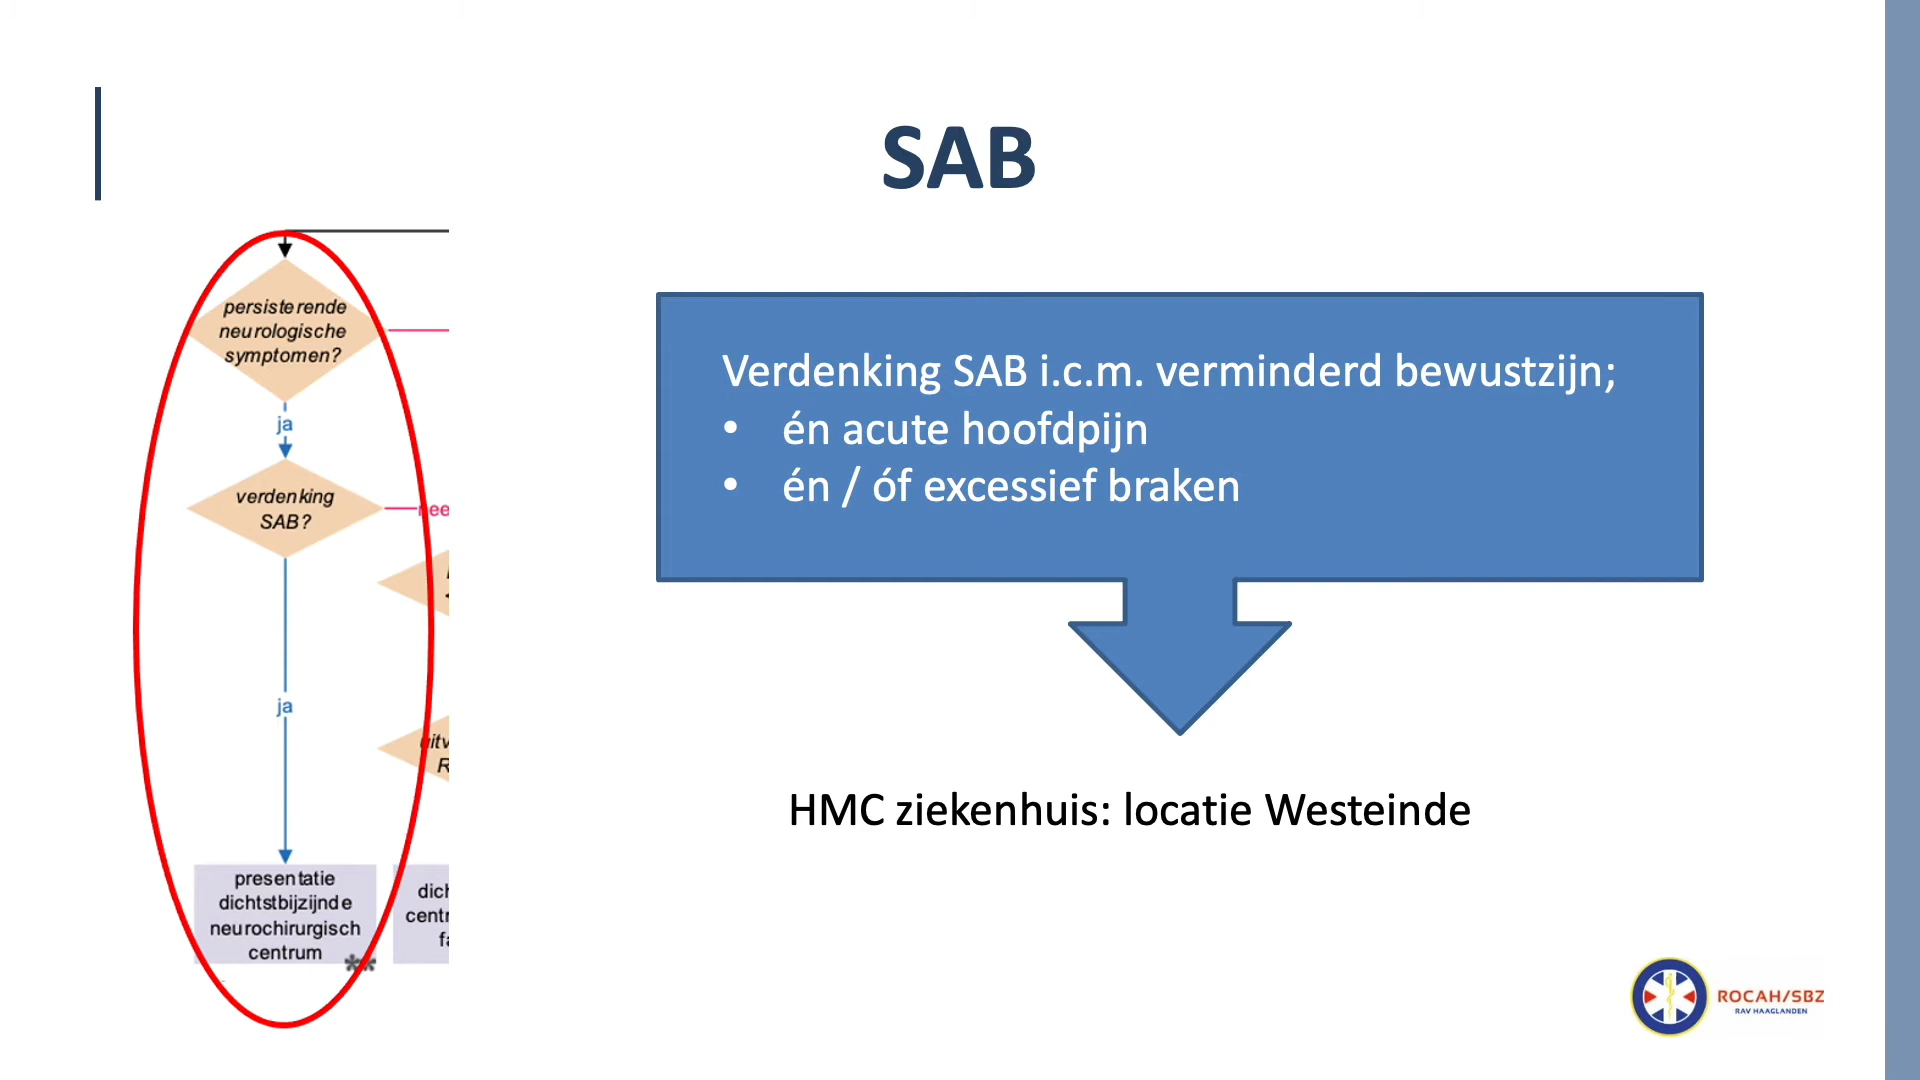 SAB
persisterende
neurologische
symptomen?
ja
verdenking
SAB?
ja
presentatie
dichtstbijzijnde
neurochirurgisch
centrum
**
Verdenking SAB i.c.m. verminderd bewustzijn;
• én acute hoofdpijn
• én / óf excessief braken
HMC ziekenhuis: locatie Westeinde
ROCAH/SBZ
RAV HAAGLANDEN